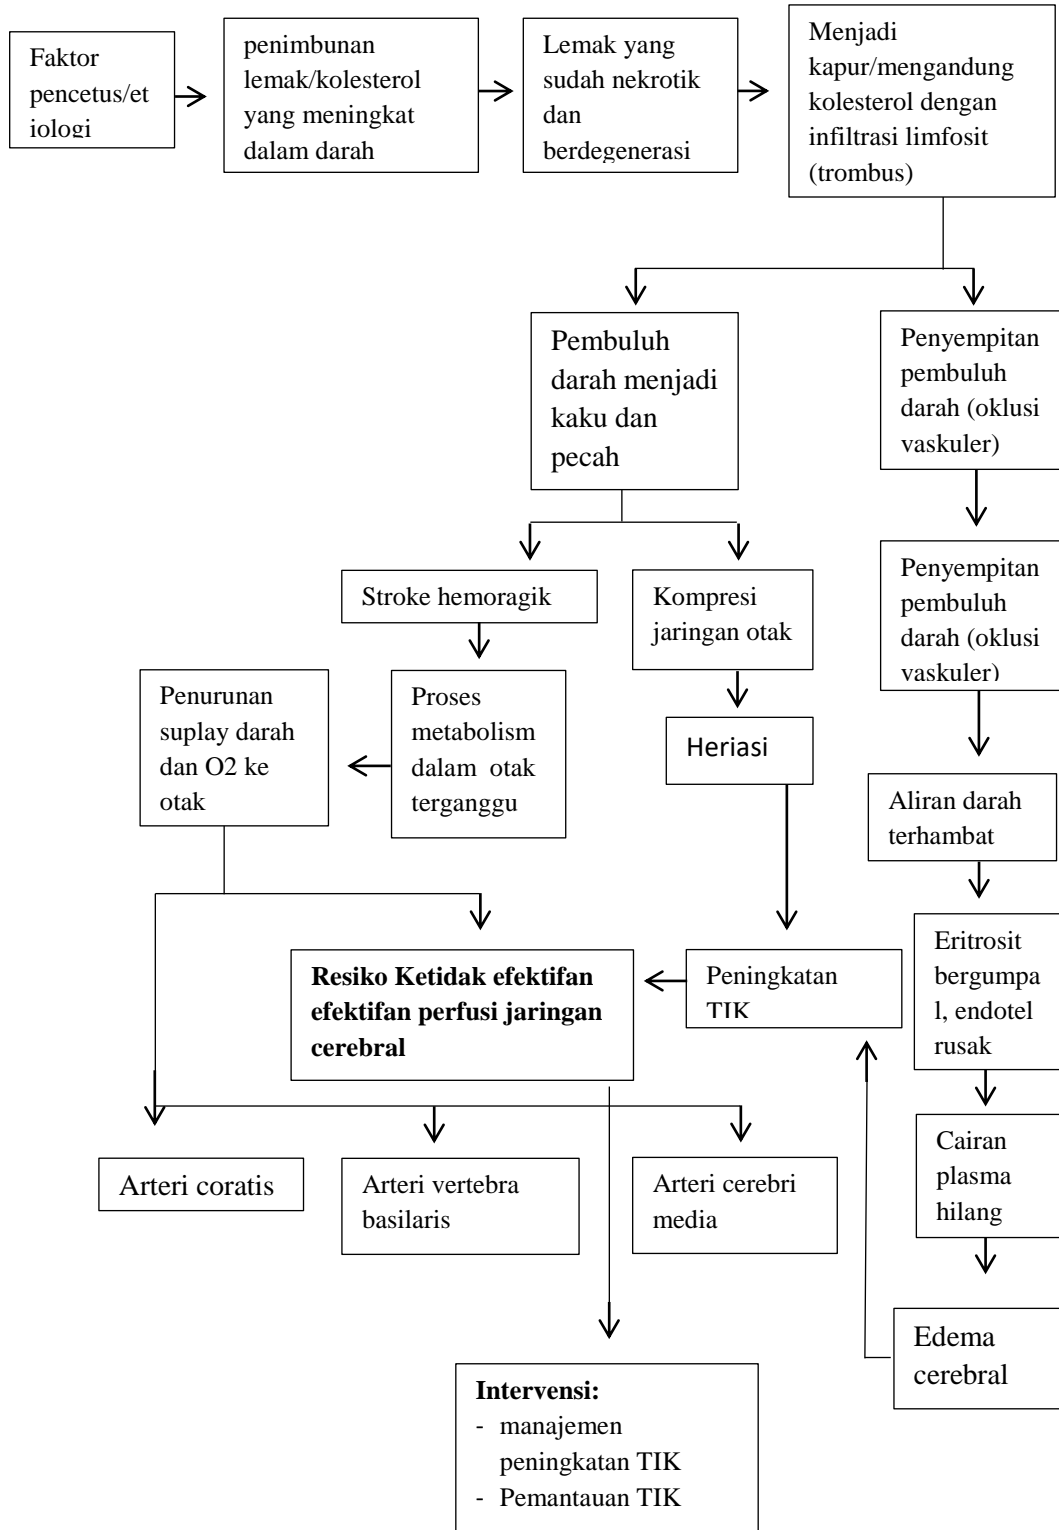 Faktor
pencetus/et
iologi
penimbunan
lemak/kolesterol
yang meningkat
dalam darah
Lemak yang
sudah nekrotik
dan
berdegenerasi
Menjadi
kapur/mengandung
kolesterol dengan
infiltrasi limfosit
(trombus)
Pembuluh
darah menjadi
kaku dan
pecah
Penyempitan
pembuluh
darah (oklusi
vaskuler)
Stroke hemoragik
Kompresi
jaringan otak
Penyempitan
pembuluh
darah (oklusi
vaskuler)
Penurunan
suplay darah
dan O2 ke
otak
Proses
metabolism
dalam otak
terganggu
Heriasi
Aliran darah
terhambat
Resiko Ketidak efektifan
efektifan perfusi jaringan
cerebral
Peningkatan
TIK
Eritrosit
bergumpa
l, endotel
rusak
Arteri coratis
Arteri vertebra
basilaris
Arteri cerebri
media
Cairan
plasma
hilang
Edema
cerebral
Intervensi:
- manajemen
peningkatan TIK
- Pemantauan TIK